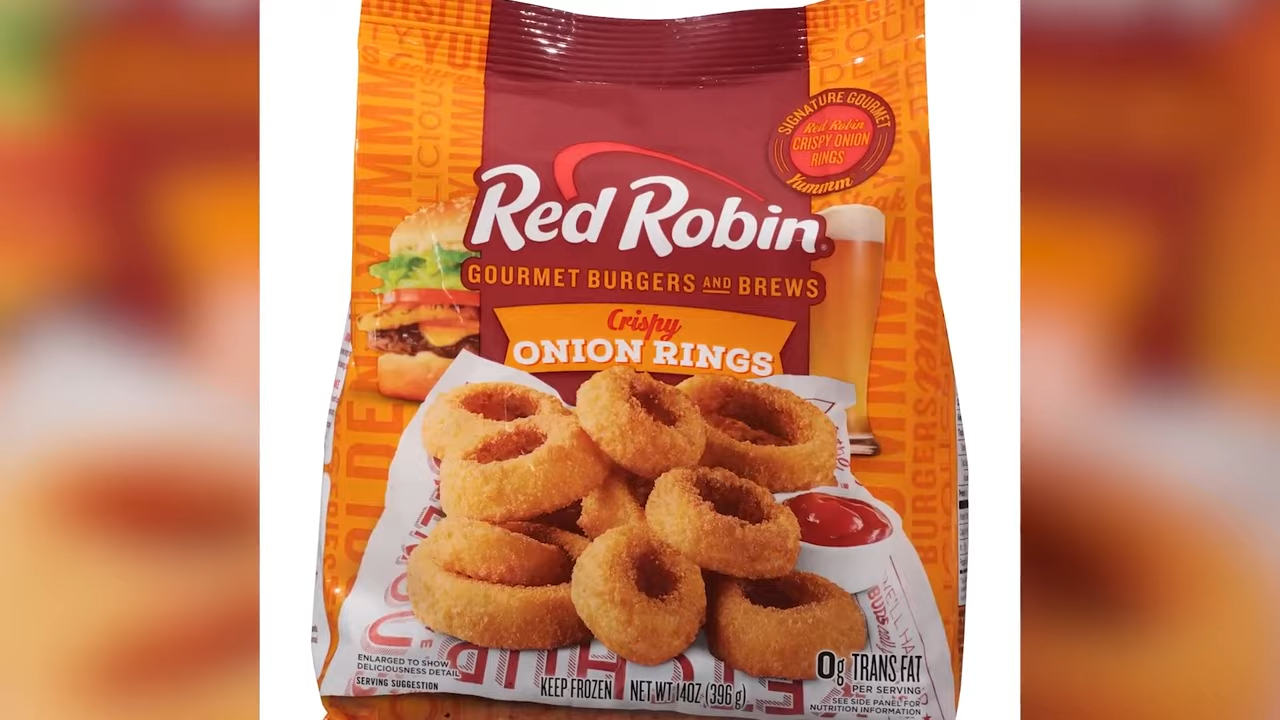 SIGNATURE GOURMET
Red Robin
CRISPY ONION
RINGS
Yummm
Red Robin
GOURMET BURGERS AND BREWS
Crispy
ONION RINGS
ENLARGED TO SHOW
DELICIOUSNESS DETAIL
SERVING SUGGESTION
KEEP FROZEN NET WT 14OZ (396 g)
0g TRANS FAT
PER SERVING
SEE SIDE PANEL FOR
NUTRITION INFORMATION